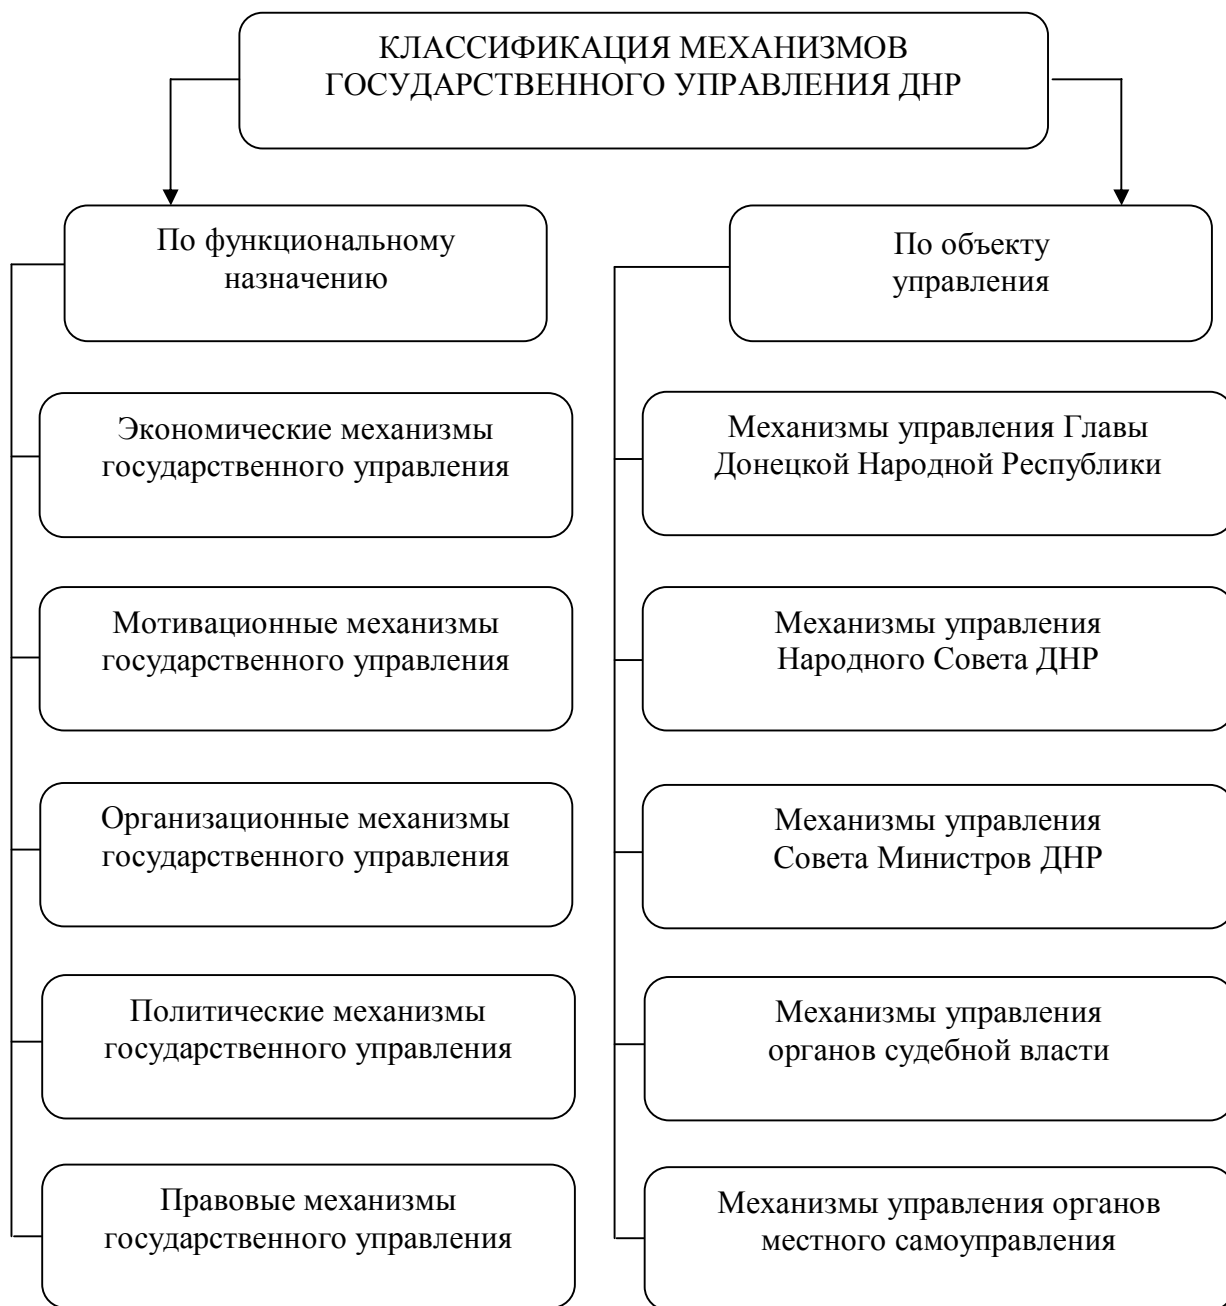 КЛАССИФИКАЦИЯ МЕХАНИЗМОВ
ГОСУДАРСТВЕННОГО УПРАВЛЕНИЯ ДНР
По функциональному
назначению
Экономические механизмы
государственного управления
Мотивационные механизмы
государственного управления
Организационные механизмы
государственного управления
Политические механизмы
государственного управления
Правовые механизмы
государственного управления
По объекту
управления
Механизмы управления Главы
Донецкой Народной Республики
Механизмы управления
Народного Совета ДНР
Механизмы управления
Совета Министров ДНР
Механизмы управления
органов судебной власти
Механизмы управления органов
местного самоуправления